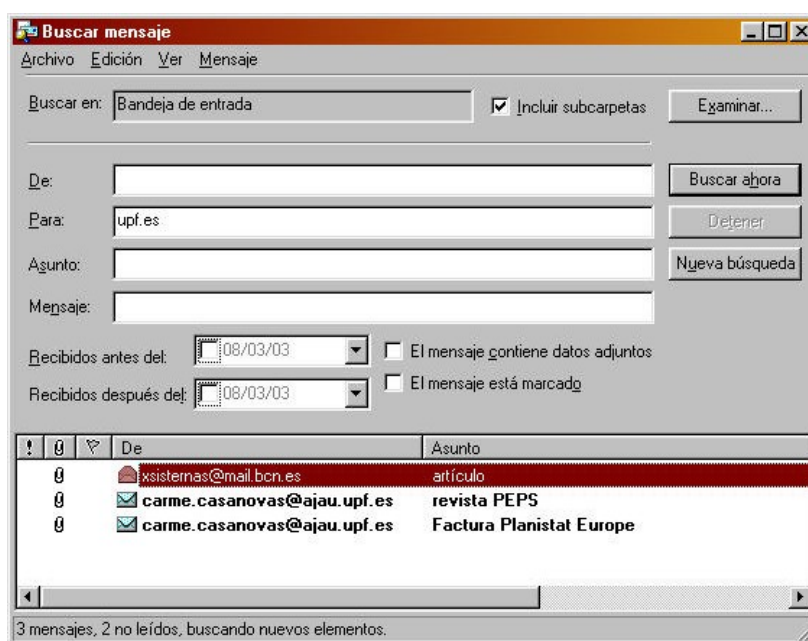 Buscar mensaje
Archivo Edición Ver Mensaje
Buscar en: Bandeja de entrada Incluir subcarpetas Examinar...
De: Buscar ahora
Para: upf.es Detener
Asunto: Nueva búsqueda
Mensaje:
Recibidos antes del: 08/03/03 El mensaje contiene datos adjuntos
Recibidos después del: 08/03/03 El mensaje está marcado
! De Asunto
xsisternas@mail.bcn.es artículo
carme.casanovas@ajau.upf.es revista PEPS
carme.casanovas@ajau.upf.es Factura Planistat Europe
3 mensajes, 2 no leídos, buscando nuevos elementos.